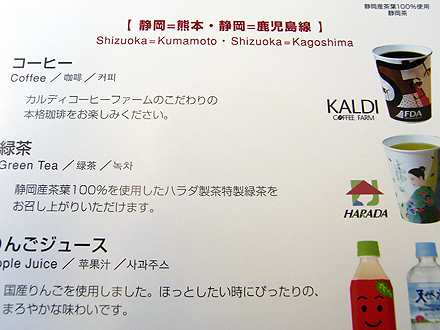 静岡産茶葉100%使用
静岡茶
【 静岡=熊本・静岡=鹿児島線 】
Shizuoka=Kumamoto・Shizuoka=Kagoshima
コーヒー
Coffee / 咖啡 / 커피
カルディコーヒーファームのこだわりの
本格珈琲をお楽しみください。
KALDI
COFFEE FARM
FDA
緑茶
Green Tea / 绿茶 / 녹차
静岡産茶葉100%を使用したハラダ製茶特製緑茶を
お召し上がりいただけます。
HARADA
りんごジュース
pple Juice / 苹果汁 / 사과주스
国産りんごを使用しました。ほっとしたい時にぴったりの、
まろやかな味わいです。